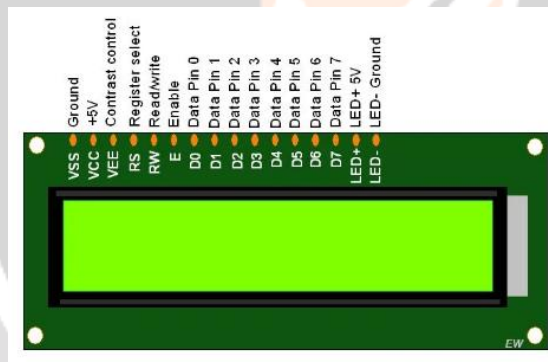 Ground
+5V
Contrast control
Register select
Read/write
Enable
Data Pin 0
Data Pin 1
Data Pin 2
Data Pin 3
Data Pin 4
Data Pin 5
Data Pin 6
Data Pin 7
LED+ 5V
LED- Ground
VSS
VCC
VEE
RS
RW
E
D0
D1
D2
D3
D4
D5
D6
D7
LED+
LED-
EW